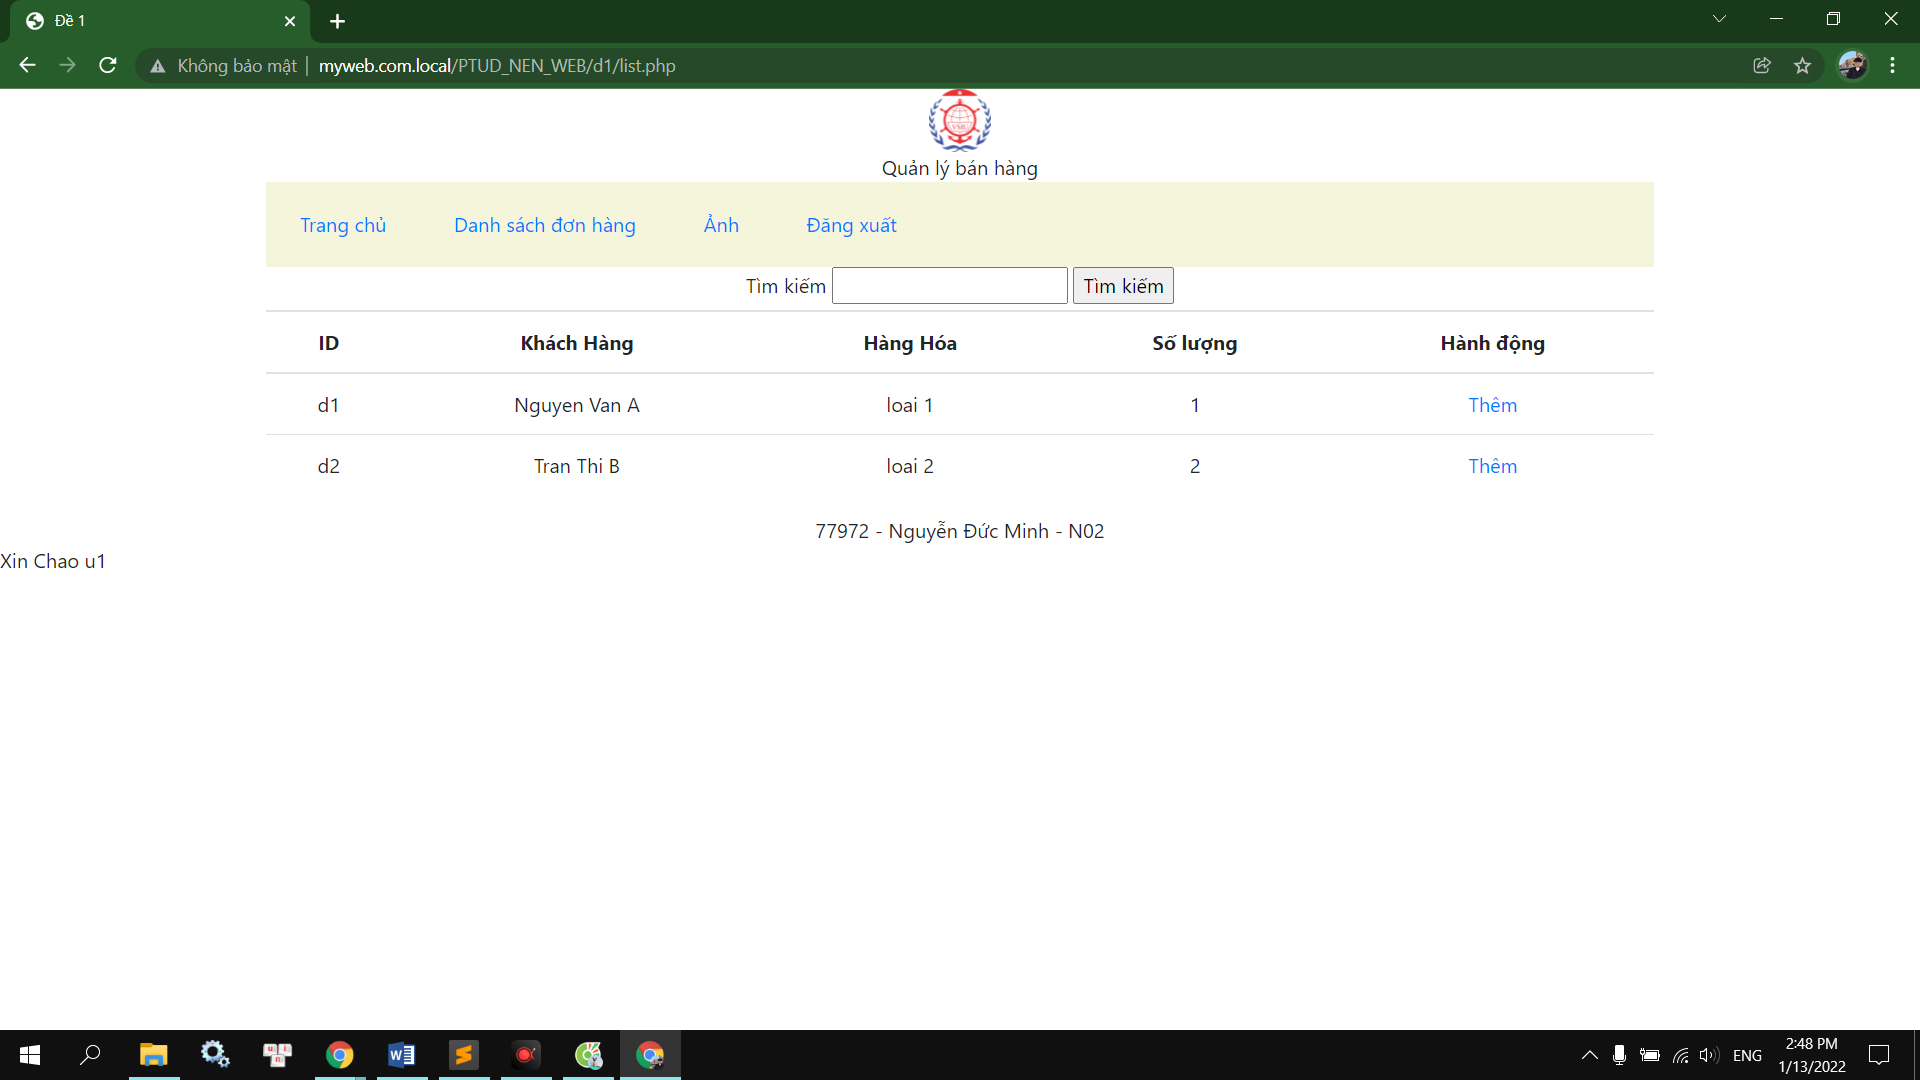 Đề 1
Không bảo mật | myweb.com.local/PTUD_NEN_WEB/d1/list.php
VMU
Quản lý bán hàng
Trang chủ Danh sách đơn hàng Ảnh Đăng xuất
Tìm kiếm Tìm kiếm
ID Khách Hàng Hàng Hóa Số lượng Hành động
d1 Nguyen Van A loai 1 1 Thêm
d2 Tran Thi B loai 2 2 Thêm
77972 - Nguyễn Đức Minh - N02
Xin Chao u1
ENG
2:48 PM
1/13/2022